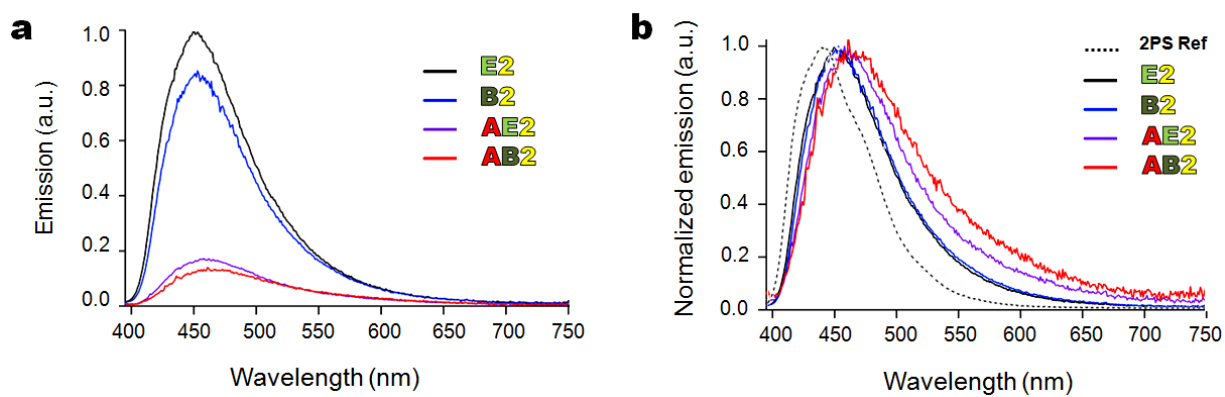 a
Emission (a.u.)
1.0
0.8
0.6
0.4
0.2
0.0
400 450 500 550 600 650 700 750
Wavelength (nm)
E2
B2
AE2
AB2
b
Normalized emission (a.u.)
1.0
0.8
0.6
0.4
0.2
0.0
400 450 500 550 600 650 700 750
Wavelength (nm)
2PS Ref
E2
B2
AE2
AB2